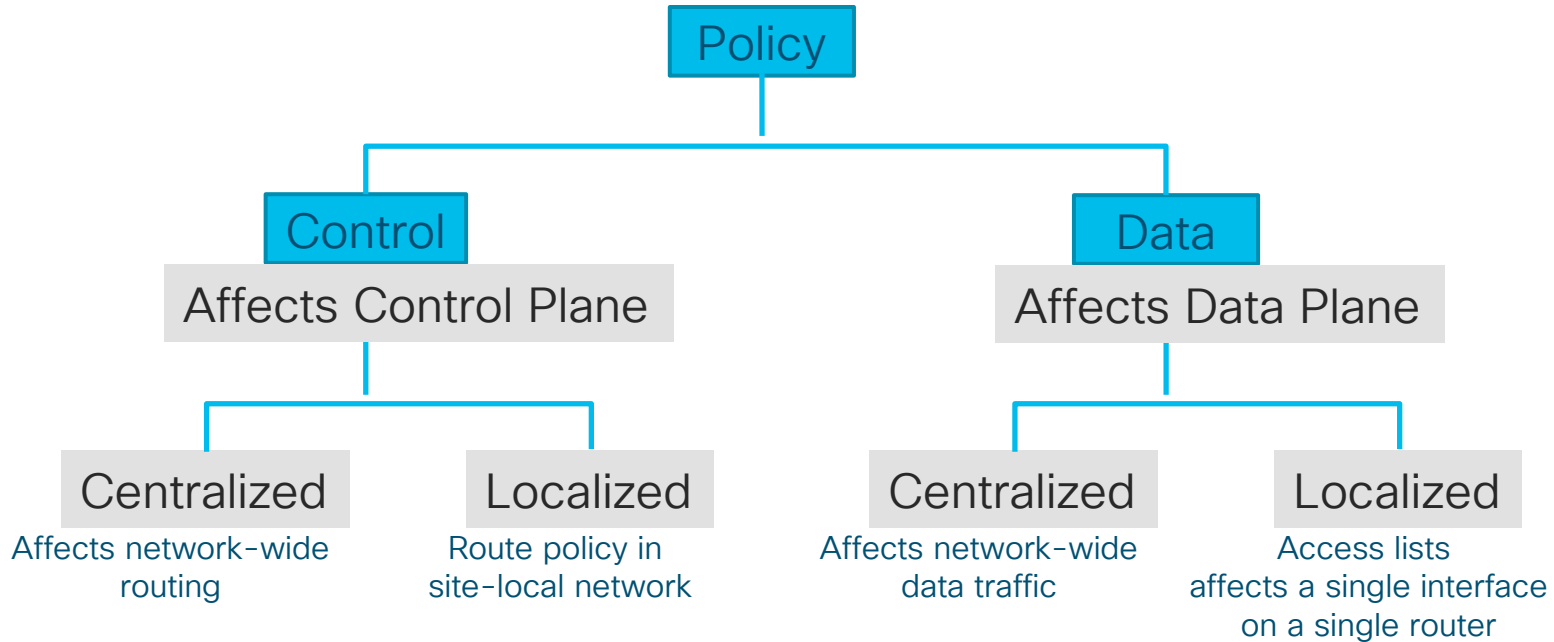 Policy
Control
Data
Affects Control Plane
Affects Data Plane
Centralized
Localized
Centralized
Localized
Affects network-wide
routing
Route policy in
site-local network
Affects network-wide
data traffic
Access lists
affects a single interface
on a single router